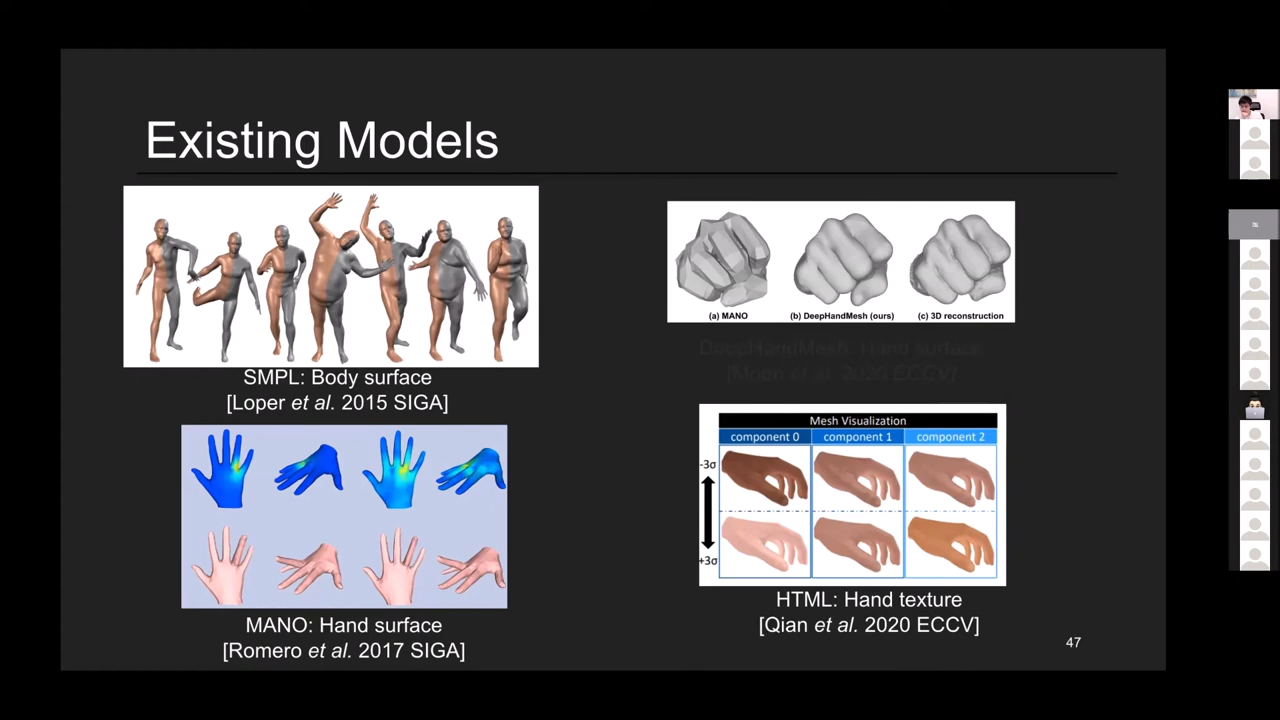 Existing Models
SMPL: Body surface
[Loper et al. 2015 SIGA]
MANO: Hand surface
[Romero et al. 2017 SIGA]
(a) MANO
(b) DeepHandMesh (ours)
(c) 3D reconstruction
DeepHandMesh: Hand surface
[Moon et al. 2020 ECCV]
Mesh Visualization
component 0
component 1
component 2
-3σ
+3σ
HTML: Hand texture
[Qian et al. 2020 ECCV]
47